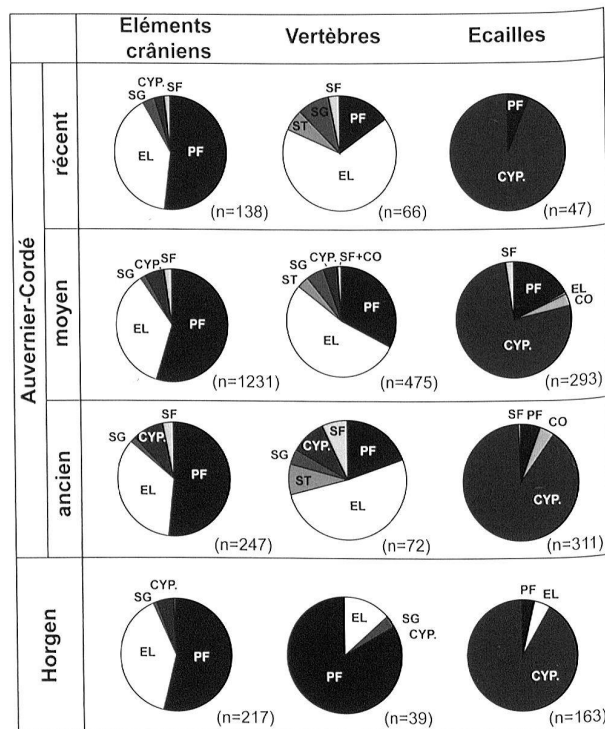 Eléments crâniens
Vertèbres
Ecailles
Auvernier-Cordé
récent
CYP. SF
SG
EL
PF
(n=138)
SF
SG
ST
PF
EL
(n=66)
PF
CYP.
(n=47)
moyen
CYP. SF
SG
EL
PF
(n=1231)
CYP. SF+CO
SG
ST
PF
EL
(n=475)
SF
PF
EL
CO
CYP.
(n=293)
ancien
SF
CYP.
SG
EL
PF
(n=247)
SF
CYP.
SG
ST
PF
EL
(n=72)
SF PF CO
CYP.
(n=311)
Horgen
CYP.
SG
EL
PF
(n=217)
EL
SG
CYP.
PF
(n=39)
PF EL
CYP.
(n=163)